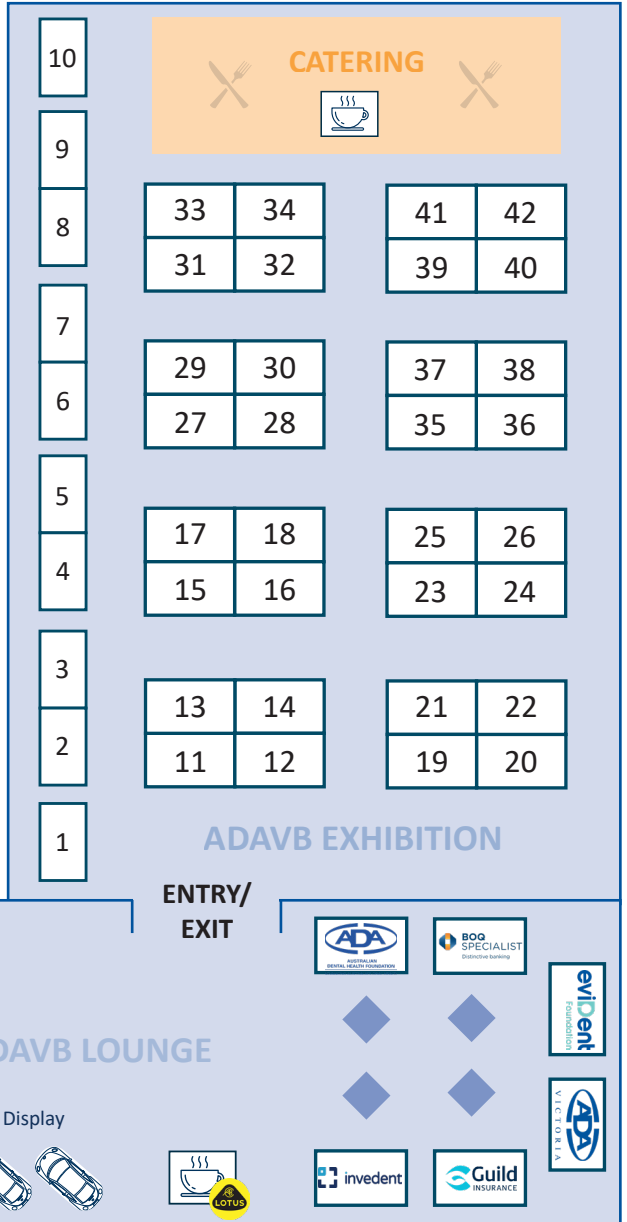 10
CATERING
9
8
33 34
31 32
41 42
39 40
7
6
29 30
27 28
37 38
35 36
5
4
17 18
15 16
25 26
23 24
3
2
13 14
11 12
21 22
19 20
1
ADAVB EXHIBITION
ENTRY/
EXIT
ADA
AUSTRALIAN
DENTAL HEALTH FOUNDATION
BOQ
SPECIALIST
Distinctive banking
eviDent
Foundation
DAVB LOUNGE
Display
ADA
VICTORIA
LOTUS
invedent
Guild
INSURANCE